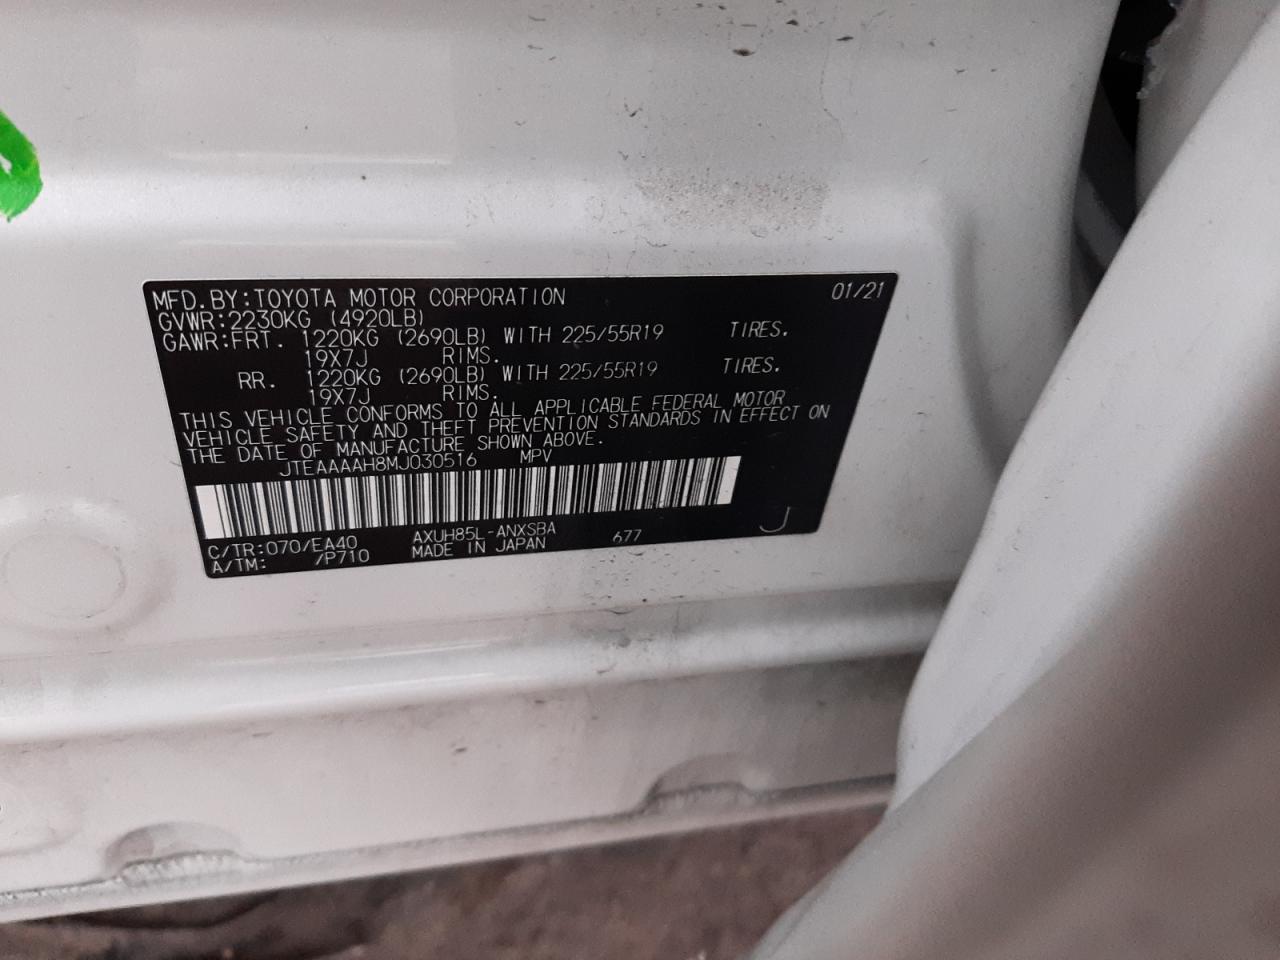 MFD.BY:TOYOTA MOTOR CORPORATION 01/21
GVWR:2230KG (4920LB)
GAWR:FRT. 1220KG (2690LB) WITH 225/55R19 TIRES.
19X7J RIMS.
RR. 1220KG (2690LB) WITH 225/55R19 TIRES.
19X7J RIMS.
THIS VEHICLE CONFORMS TO ALL APPLICABLE FEDERAL MOTOR
VEHICLE SAFETY AND THEFT PREVENTION STANDARDS IN EFFECT ON
THE DATE OF MANUFACTURE SHOWN ABOVE.
JTEAAAAH8MJ030516 MPV
C/TR:070/EA40 AXUH85L-ANXSBA 677 J
A/TM: /P710 MADE IN JAPAN